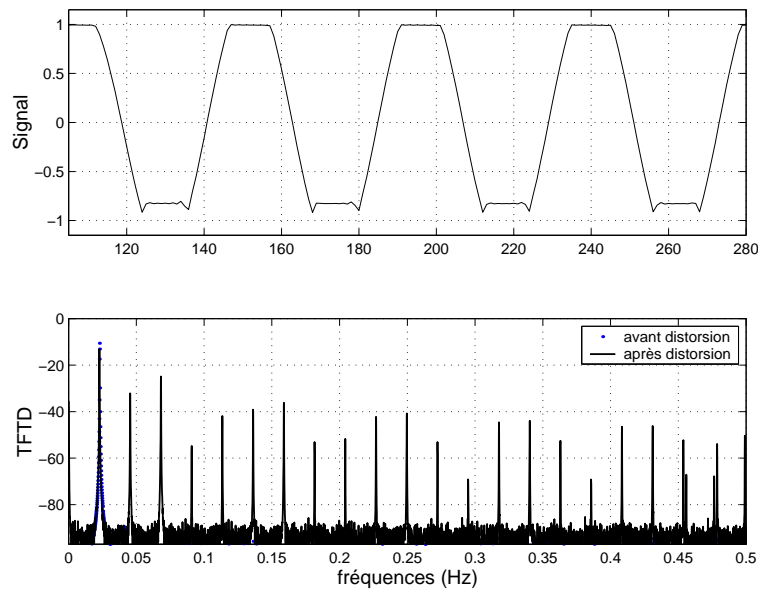 1
0.5
0
−0.5
−1
Signal
120 140 160 180 200 220 240 260 280
0
−20
−40
−60
−80
TFTD
avant distorsion
après distorsion
0 0.05 0.1 0.15 0.2 0.25 0.3 0.35 0.4 0.45 0.5
fréquences (Hz)